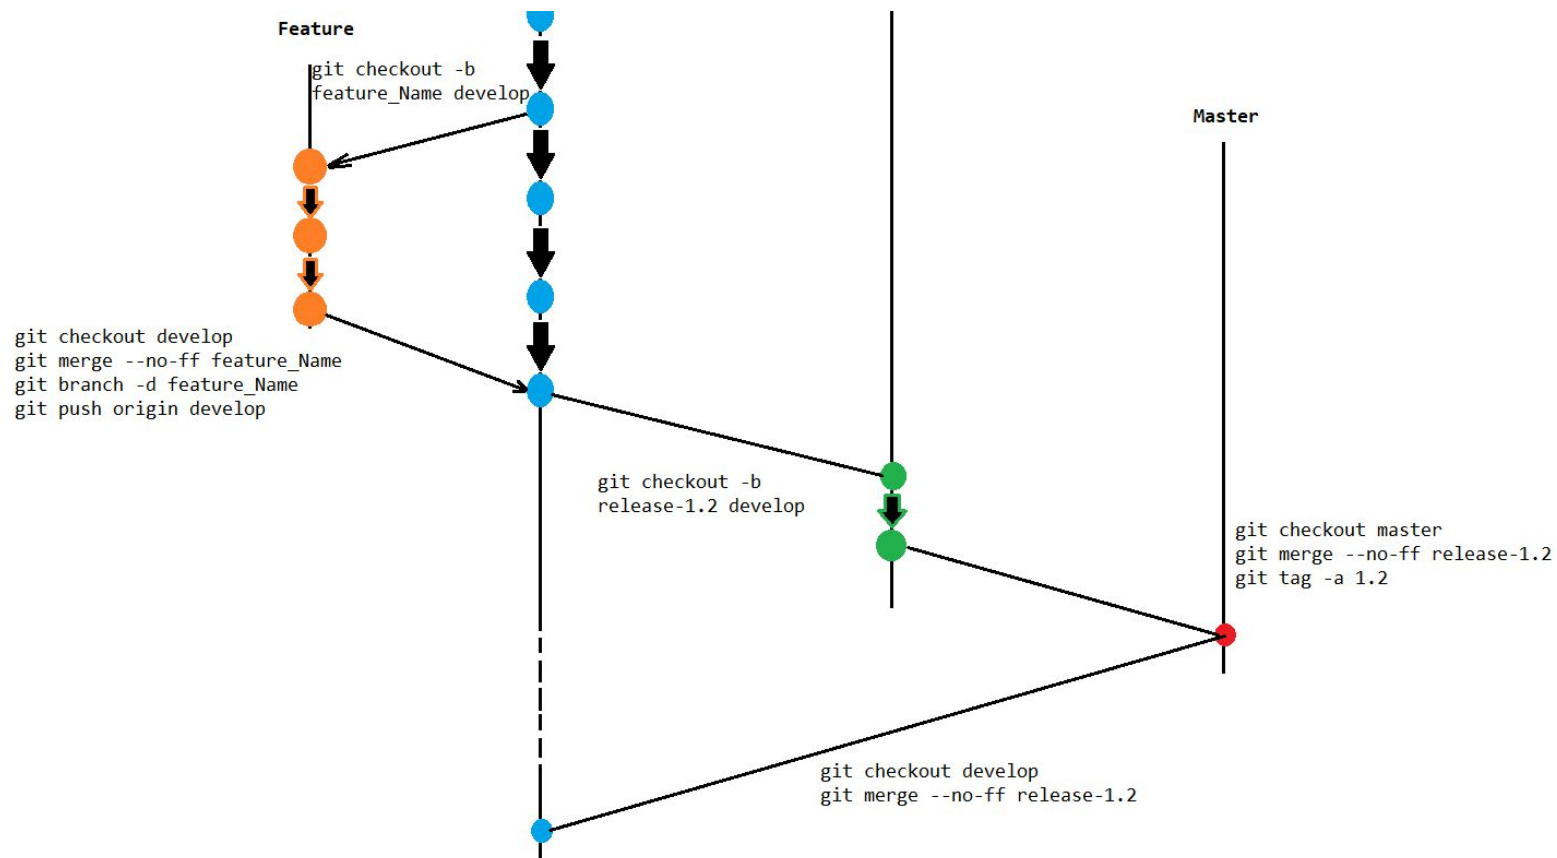 Feature
git checkout -b
feature_Name develop
Master
git checkout develop
git merge --no-ff feature_Name
git branch -d feature_Name
git push origin develop
git checkout -b
release-1.2 develop
git checkout master
git merge --no-ff release-1.2
git tag -a 1.2
git checkout develop
git merge --no-ff release-1.2